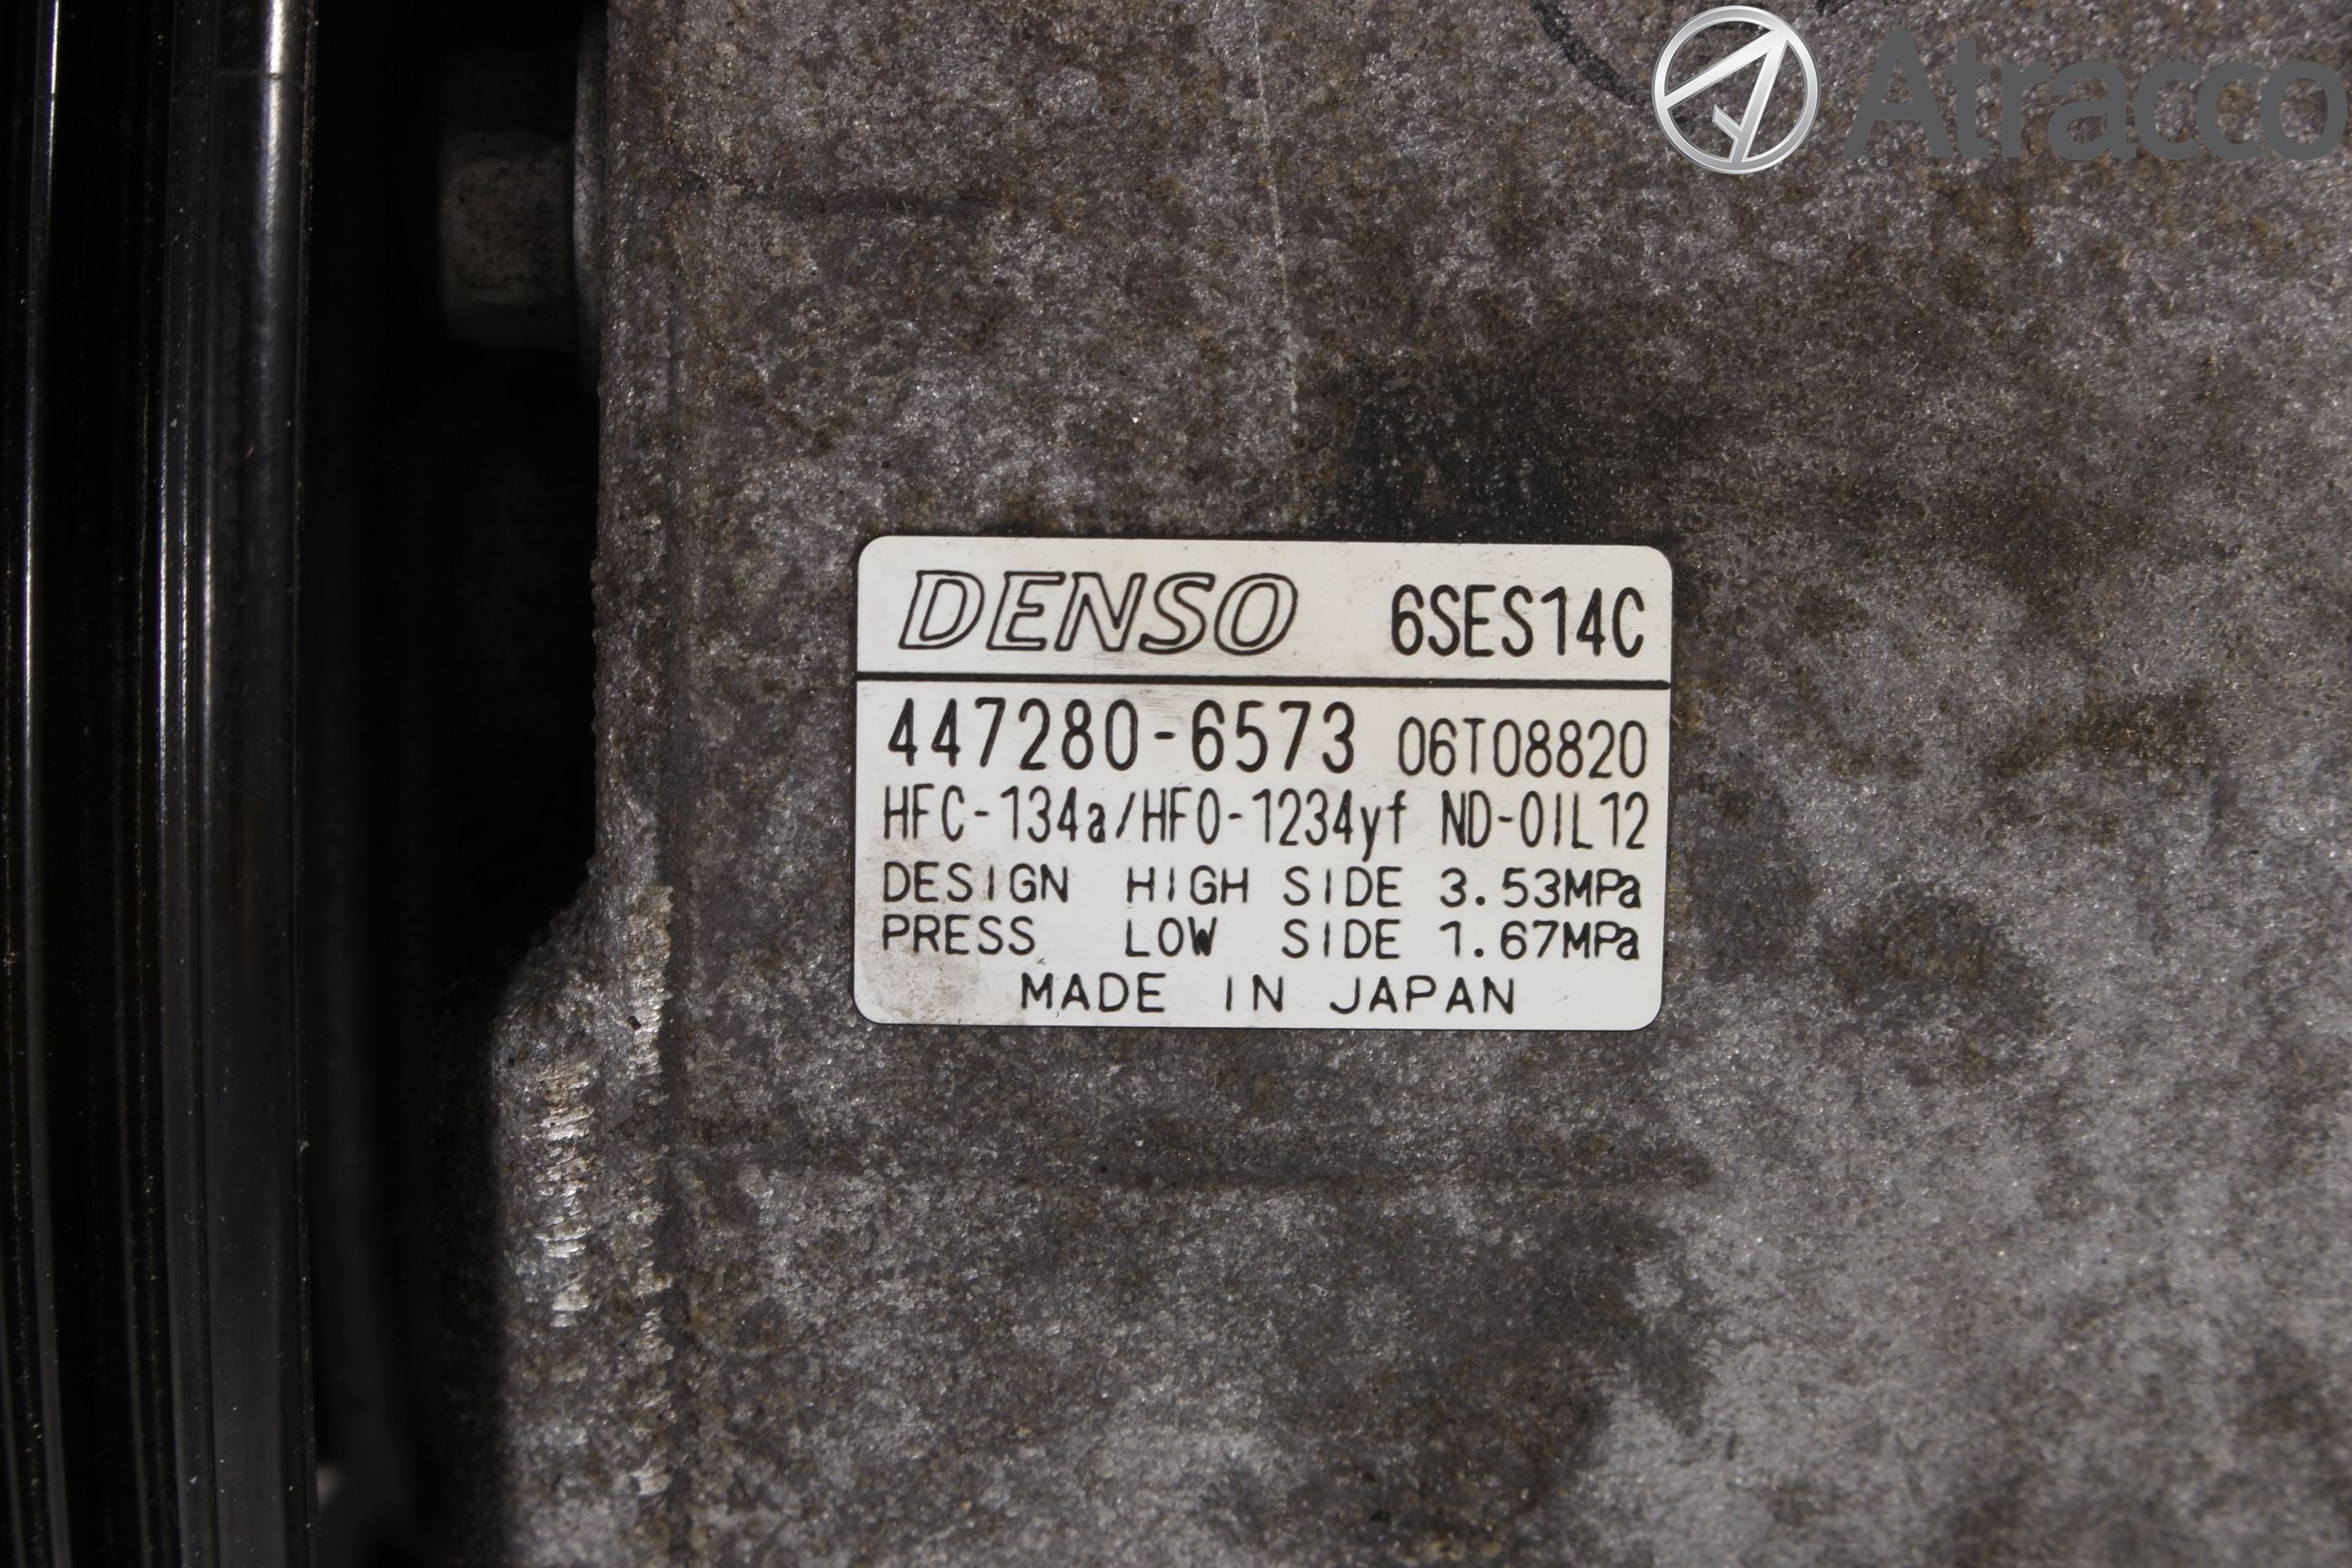 Atracco
DENSO 6SES14C
447280-6573 06T08820
HFC-134a/HFO-1234yf ND-OIL12
DESIGN HIGH SIDE 3.53MPa
PRESS LOW SIDE 1.67MPa
MADE IN JAPAN